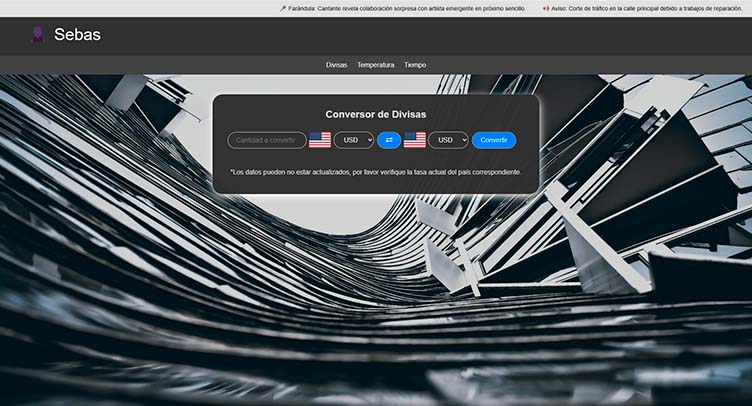 Farándula: Cantante revela colaboración sorpresa con artista emergente en próximo sencillo.
Aviso: Corte de tráfico en la calle principal debido a trabajos de reparación.
Sebas
Divisas Temperatura Tiempo
Conversor de Divisas
Cantidad a convertir USD USD Convertir
*Los datos pueden no estar actualizados, por favor verifique la tasa actual del país correspondiente.